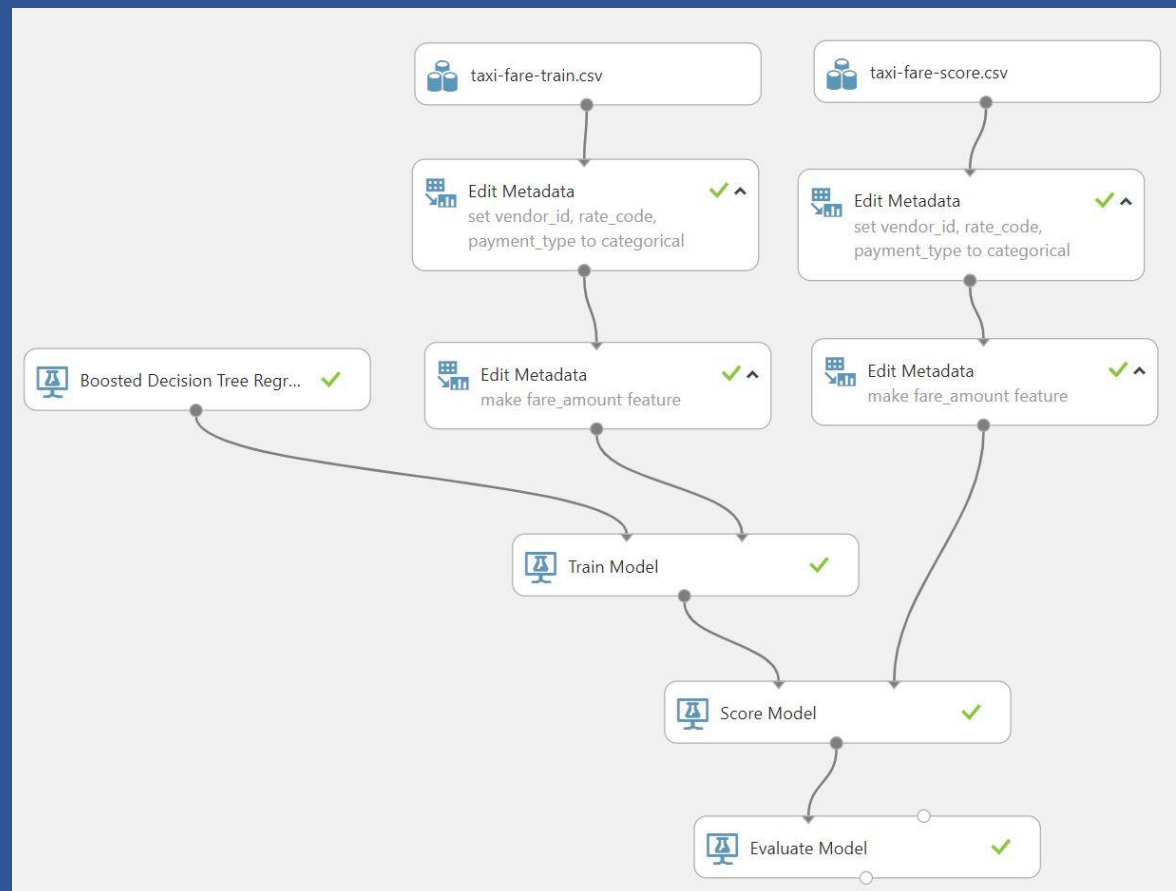 taxi-fare-train.csv
taxi-fare-score.csv
Edit Metadata
set vendor_id, rate_code,
payment_type to categorical
Edit Metadata
set vendor_id, rate_code,
payment_type to categorical
Boosted Decision Tree Regr...
Edit Metadata
make fare_amount feature
Edit Metadata
make fare_amount feature
Train Model
Score Model
Evaluate Model